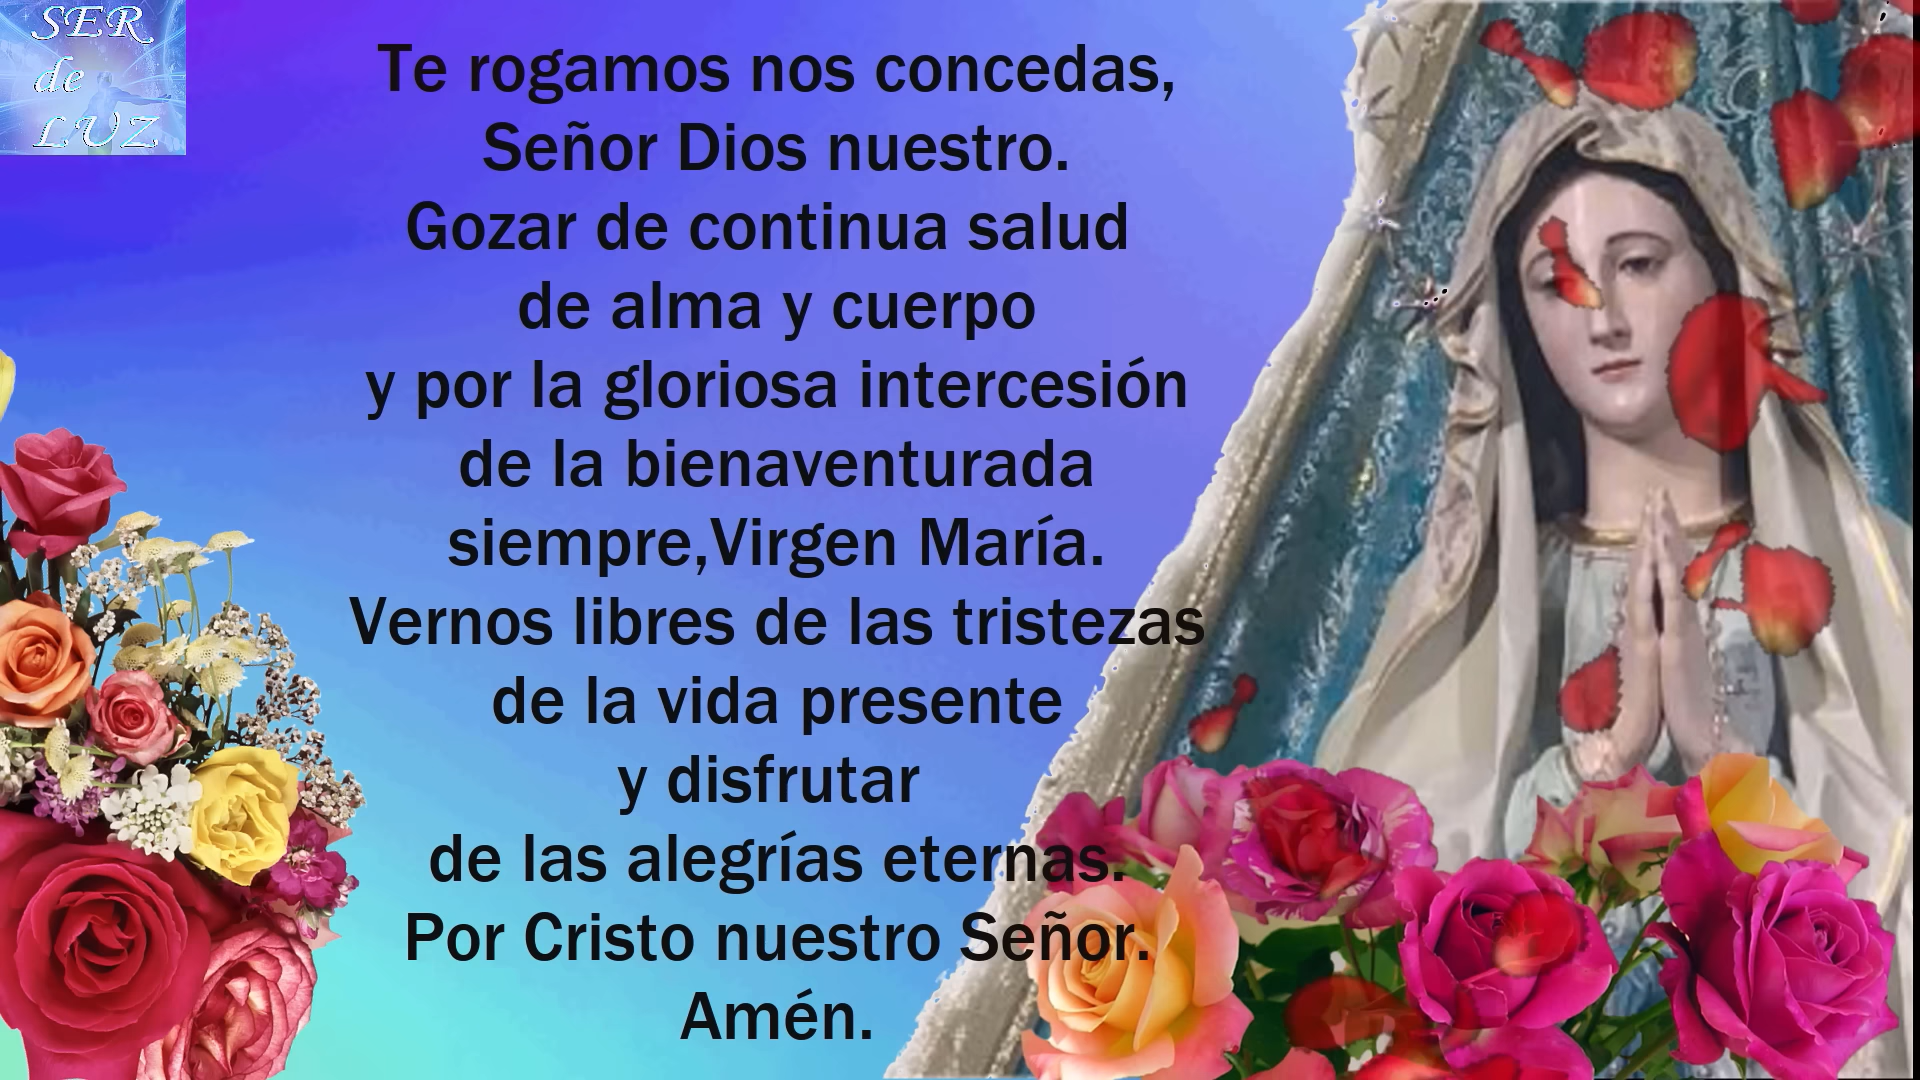 SER
de
LUZ
Te rogamos nos concedas,
Señor Dios nuestro.
Gozar de continua salud
de alma y cuerpo
y por la gloriosa intercesión
de la bienaventurada
siempre,Virgen María.
Vernos libres de las tristezas
de la vida presente
y disfrutar
de las alegrías eternas.
Por Cristo nuestro Señor.
Amén.